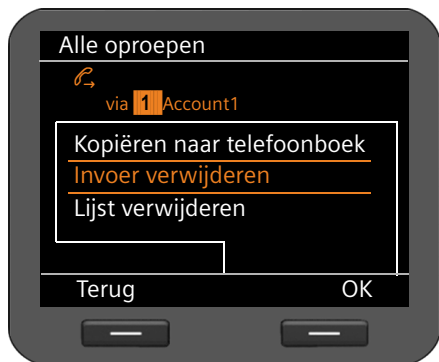 Alle oproepen
via 1 Account1
Kopiëren naar telefoonboek
Invoer verwijderen
Lijst verwijderen
Terug OK